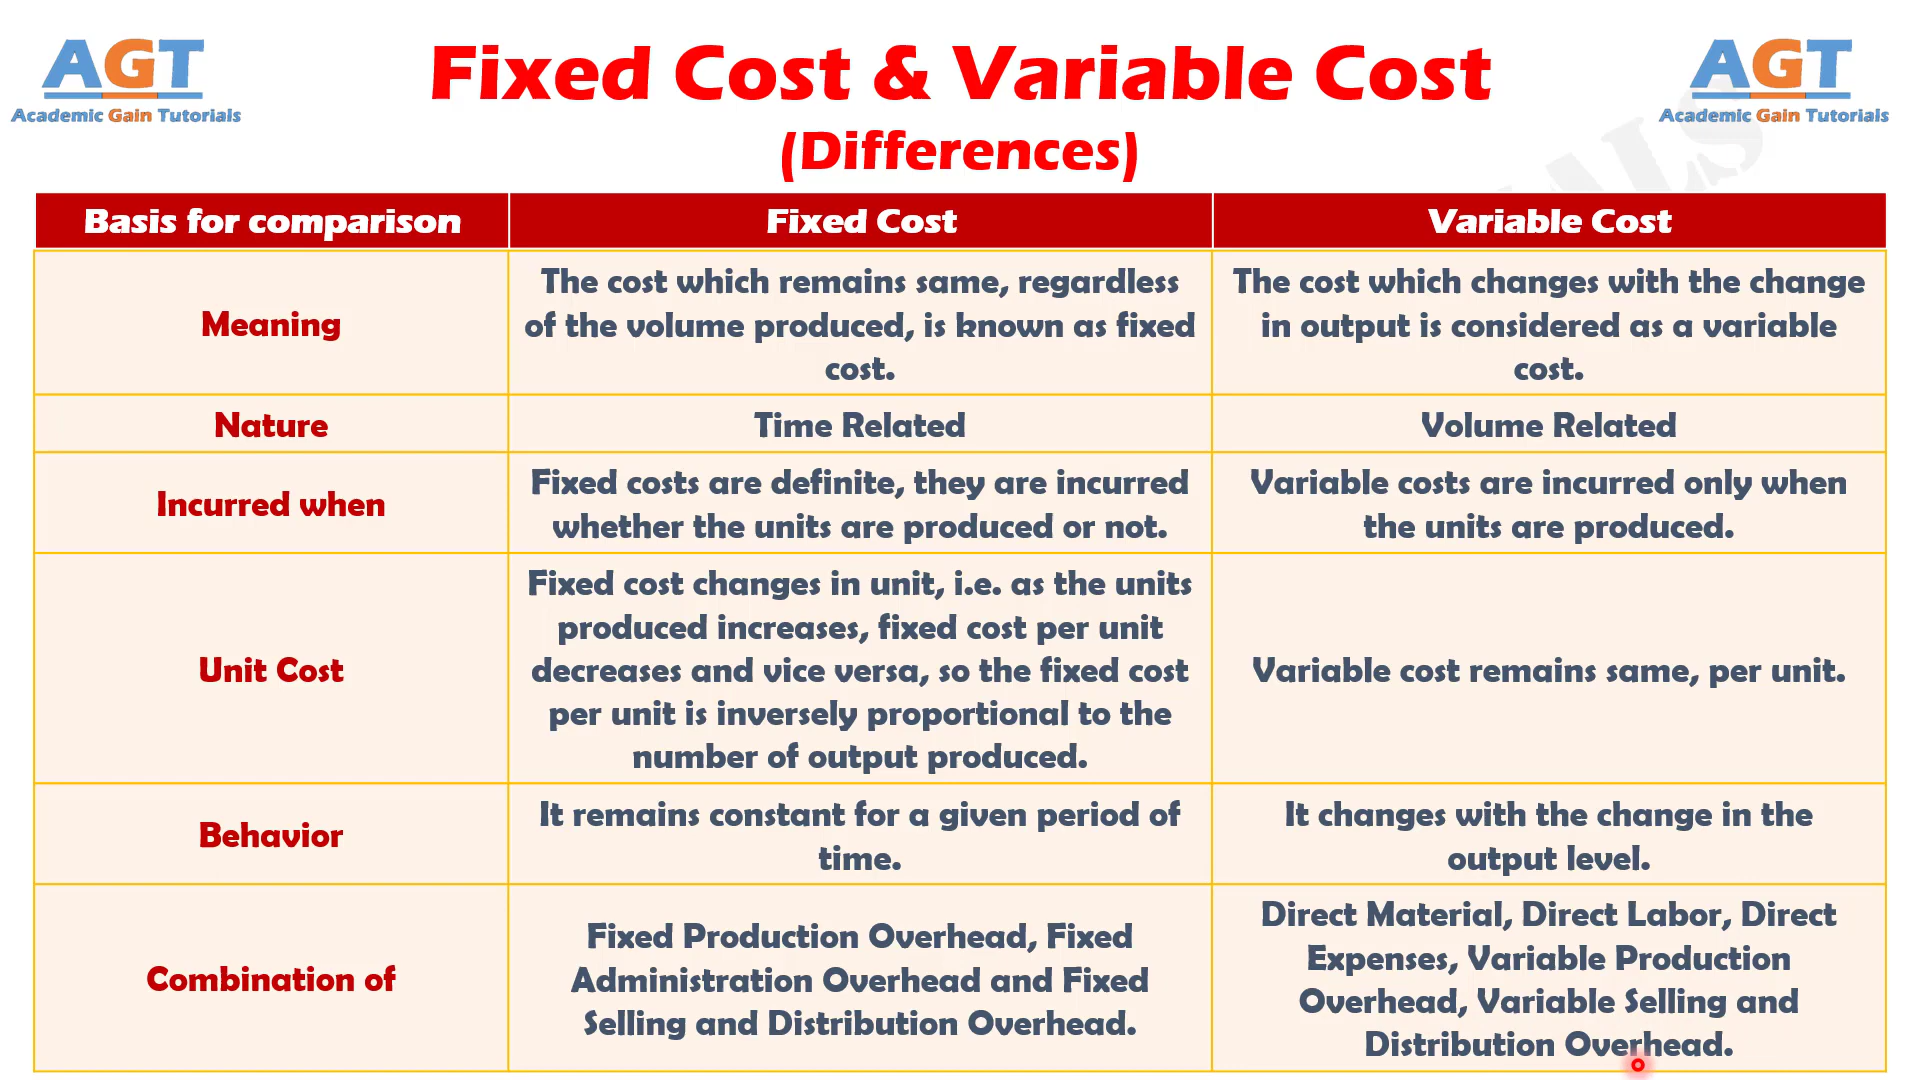 AGT
Academic Gain Tutorials
Fixed Cost & Variable Cost
(Differences)
AGT
Academic Gain Tutorials
ALS
Basis for comparison
Fixed Cost
Variable Cost
Meaning
The cost which remains same, regardless
of the volume produced, is known as fixed
cost.
The cost which changes with the change
in output is considered as a variable
cost.
Nature
Time Related
Volume Related
Incurred when
Fixed costs are definite, they are incurred
whether the units are produced or not.
Variable costs are incurred only when
the units are produced.
Unit Cost
Fixed cost changes in unit, i.e. as the units
produced increases, fixed cost per unit
decreases and vice versa, so the fixed cost
per unit is inversely proportional to the
number of output produced.
Variable cost remains same, per unit.
Behavior
It remains constant for a given period of
time.
It changes with the change in the
output level.
Combination of
Fixed Production Overhead, Fixed
Administration Overhead and Fixed
Selling and Distribution Overhead.
Direct Material, Direct Labor, Direct
Expenses, Variable Production
Overhead, Variable Selling and
Distribution Overhead.